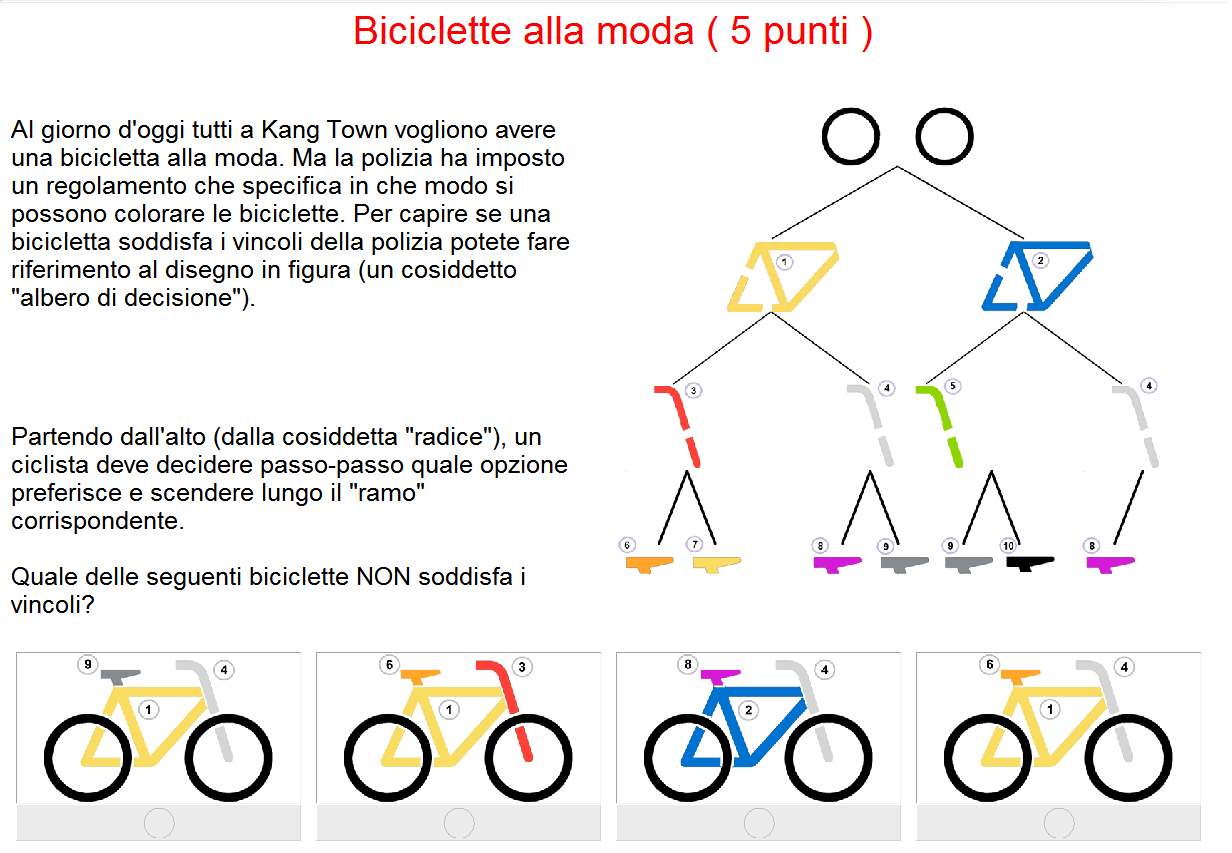 Biciclette alla moda ( 5 punti )
Al giorno d'oggi tutti a Kang Town vogliono avere
una bicicletta alla moda. Ma la polizia ha imposto
un regolamento che specifica in che modo si
possono colorare le biciclette. Per capire se una
bicicletta soddisfa i vincoli della polizia potete fare
riferimento al disegno in figura (un cosiddetto
"albero di decisione").
Partendo dall'alto (dalla cosiddetta "radice"), un
ciclista deve decidere passo-passo quale opzione
preferisce e scendere lungo il "ramo"
corrispondente.
Quale delle seguenti biciclette NON soddisfa i
vincoli?
1 2
3 4 5 4
6 7 8 9 9 10 8
9 4 6 3 8 4 6 4
1 1 2 1